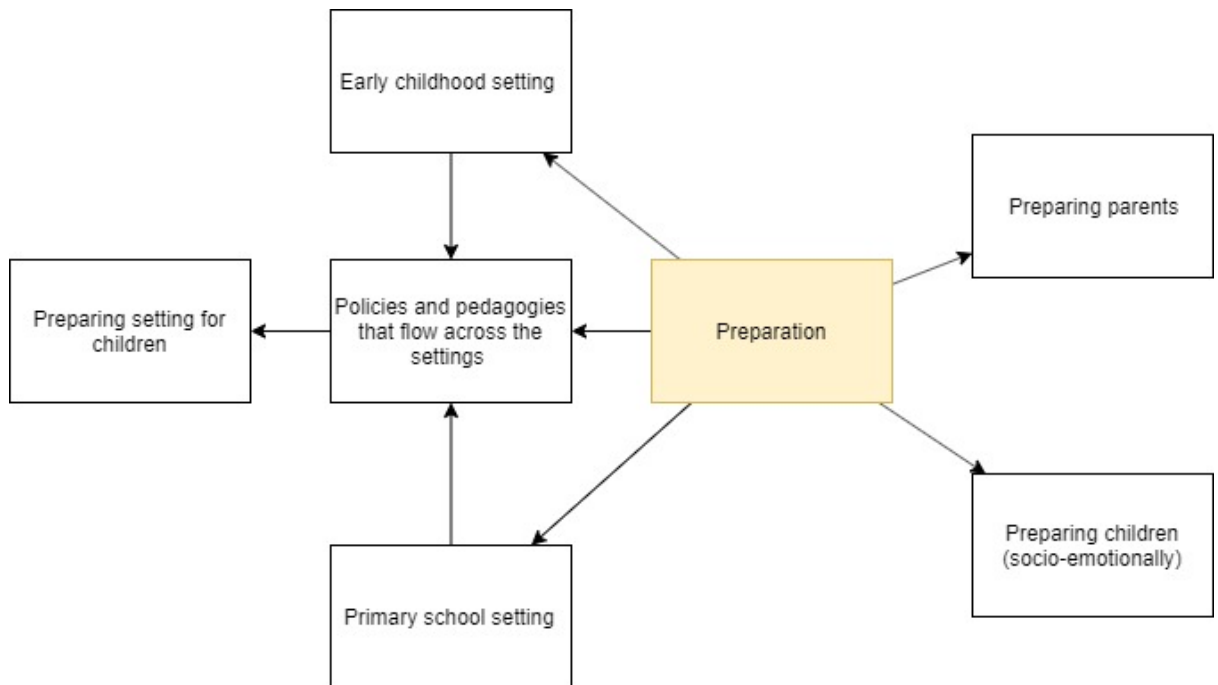 Early childhood setting
Preparing parents
Preparing setting for
children
Policies and pedagogies
that flow across the
settings
Preparation
Preparing children
(socio-emotionally)
Primary school setting